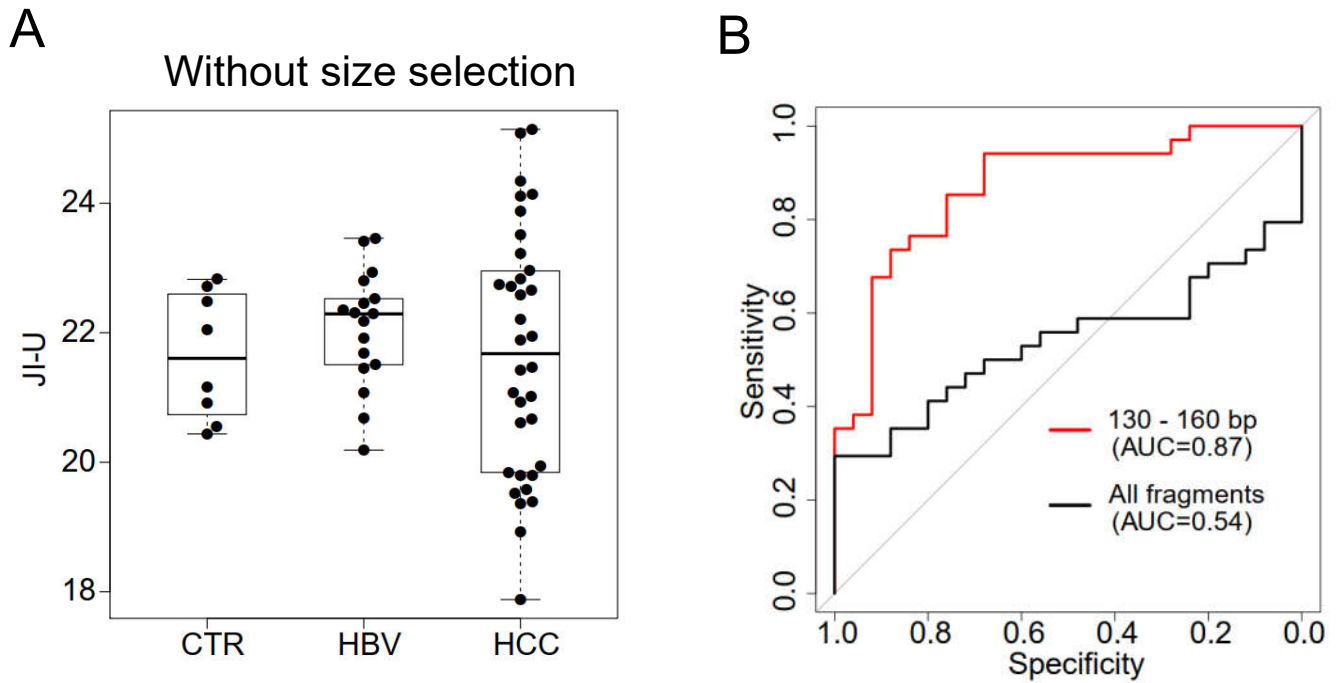 A
Without size selection
24
22
20
18
JI-U
CTR HBV HCC
B
1.0
0.8
0.6
0.4
0.2
0.0
Sensitivity
130 - 160 bp
(AUC=0.87)
All fragments
(AUC=0.54)
1.0 0.8 0.6 0.4 0.2 0.0
Specificity